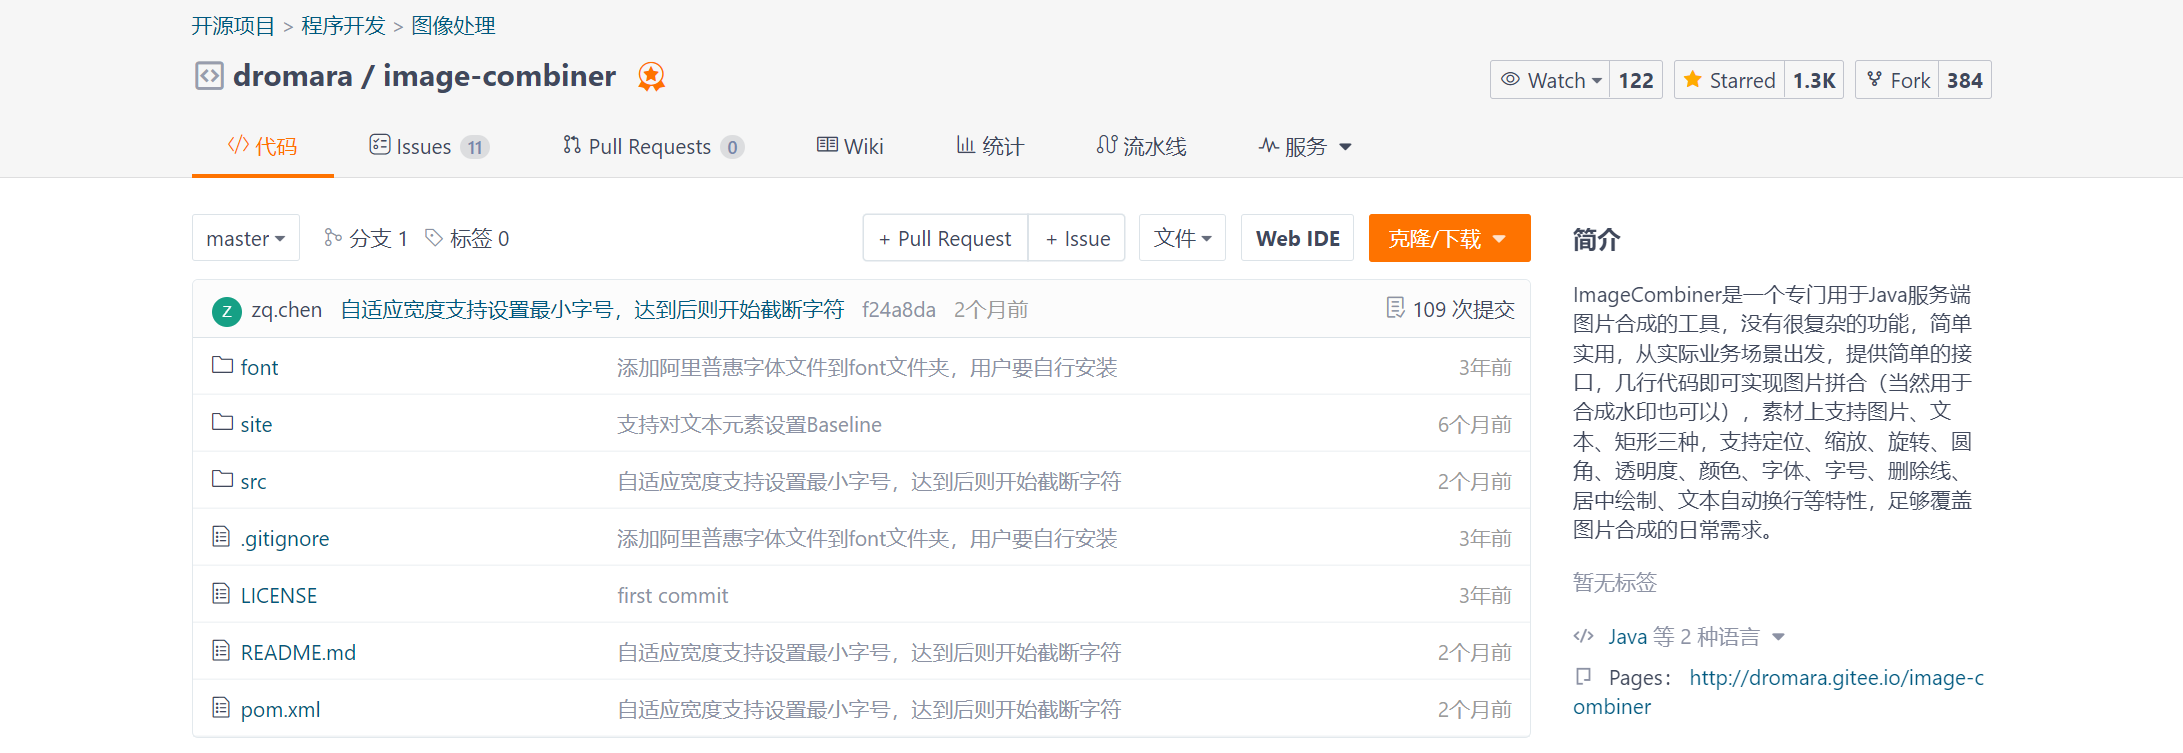 开源项目 > 程序开发 > 图像处理
dromara / image-combiner
Watch 122 Starred 1.3K Fork 384
代码 Issues 11 Pull Requests 0 Wiki 统计 流水线 服务
master 分支 1 标签 0 + Pull Request + Issue 文件 Web IDE 克隆/下载
Z zq.chen 自适应宽度支持设置最小字号，达到后则开始截断字符 f24a8da 2个月前 109 次提交
font 添加阿里普惠字体文件到font文件夹，用户要自行安装 3年前
site 支持对文本元素设置Baseline 6个月前
src 自适应宽度支持设置最小字号，达到后则开始截断字符 2个月前
.gitignore 添加阿里普惠字体文件到font文件夹，用户要自行安装 3年前
LICENSE first commit 3年前
README.md 自适应宽度支持设置最小字号，达到后则开始截断字符 2个月前
pom.xml 自适应宽度支持设置最小字号，达到后则开始截断字符 2个月前
简介
ImageCombiner是一个专门用于Java服务端
图片合成的工具，没有很复杂的功能，简单
实用，从实际业务场景出发，提供简单的接
口，几行代码即可实现图片拼合（当然用于
合成水印也可以），素材上支持图片、文
本、矩形三种，支持定位、缩放、旋转、圆
角、透明度、颜色、字体、字号、删除线、
居中绘制、文本自动换行等特性，足够覆盖
图片合成的日常需求。
暂无标签
Java 等 2 种语言
Pages： http://dromara.gitee.io/image-c
ombiner